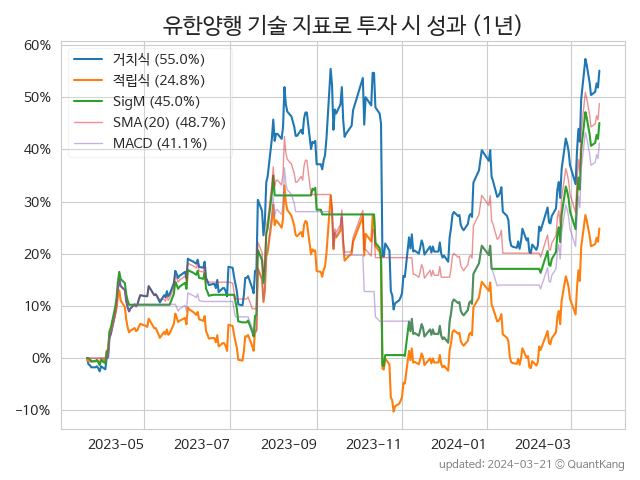 유한양행 기술 지표로 투자 시 성과 (1년)
60%
50%
40%
30%
20%
10%
0%
−10%
거치식 (55.0%)
적립식 (24.8%)
SigM (45.0%)
SMA(20) (48.7%)
MACD (41.1%)
2023−05
2023−07
2023−09
2023−11
2024−01
2024−03
updated: 2024-03-21 ⓒ QuantKang